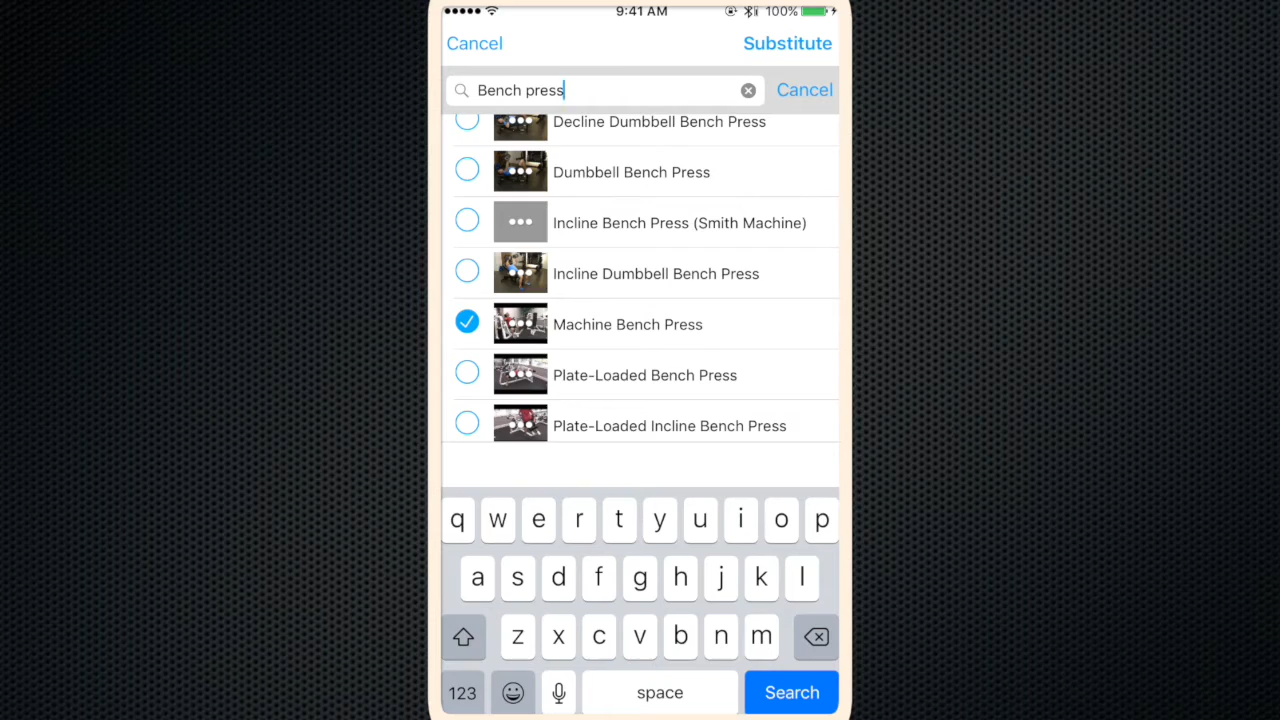 9:41 AM 100%
Cancel Substitute
Bench press Cancel
Decline Dumbbell Bench Press
Dumbbell Bench Press
Incline Bench Press (Smith Machine)
Incline Dumbbell Bench Press
Machine Bench Press
Plate-Loaded Bench Press
Plate-Loaded Incline Bench Press
q w e r t y u i o p
a s d f g h j k l
z x c v b n m
123 space Search